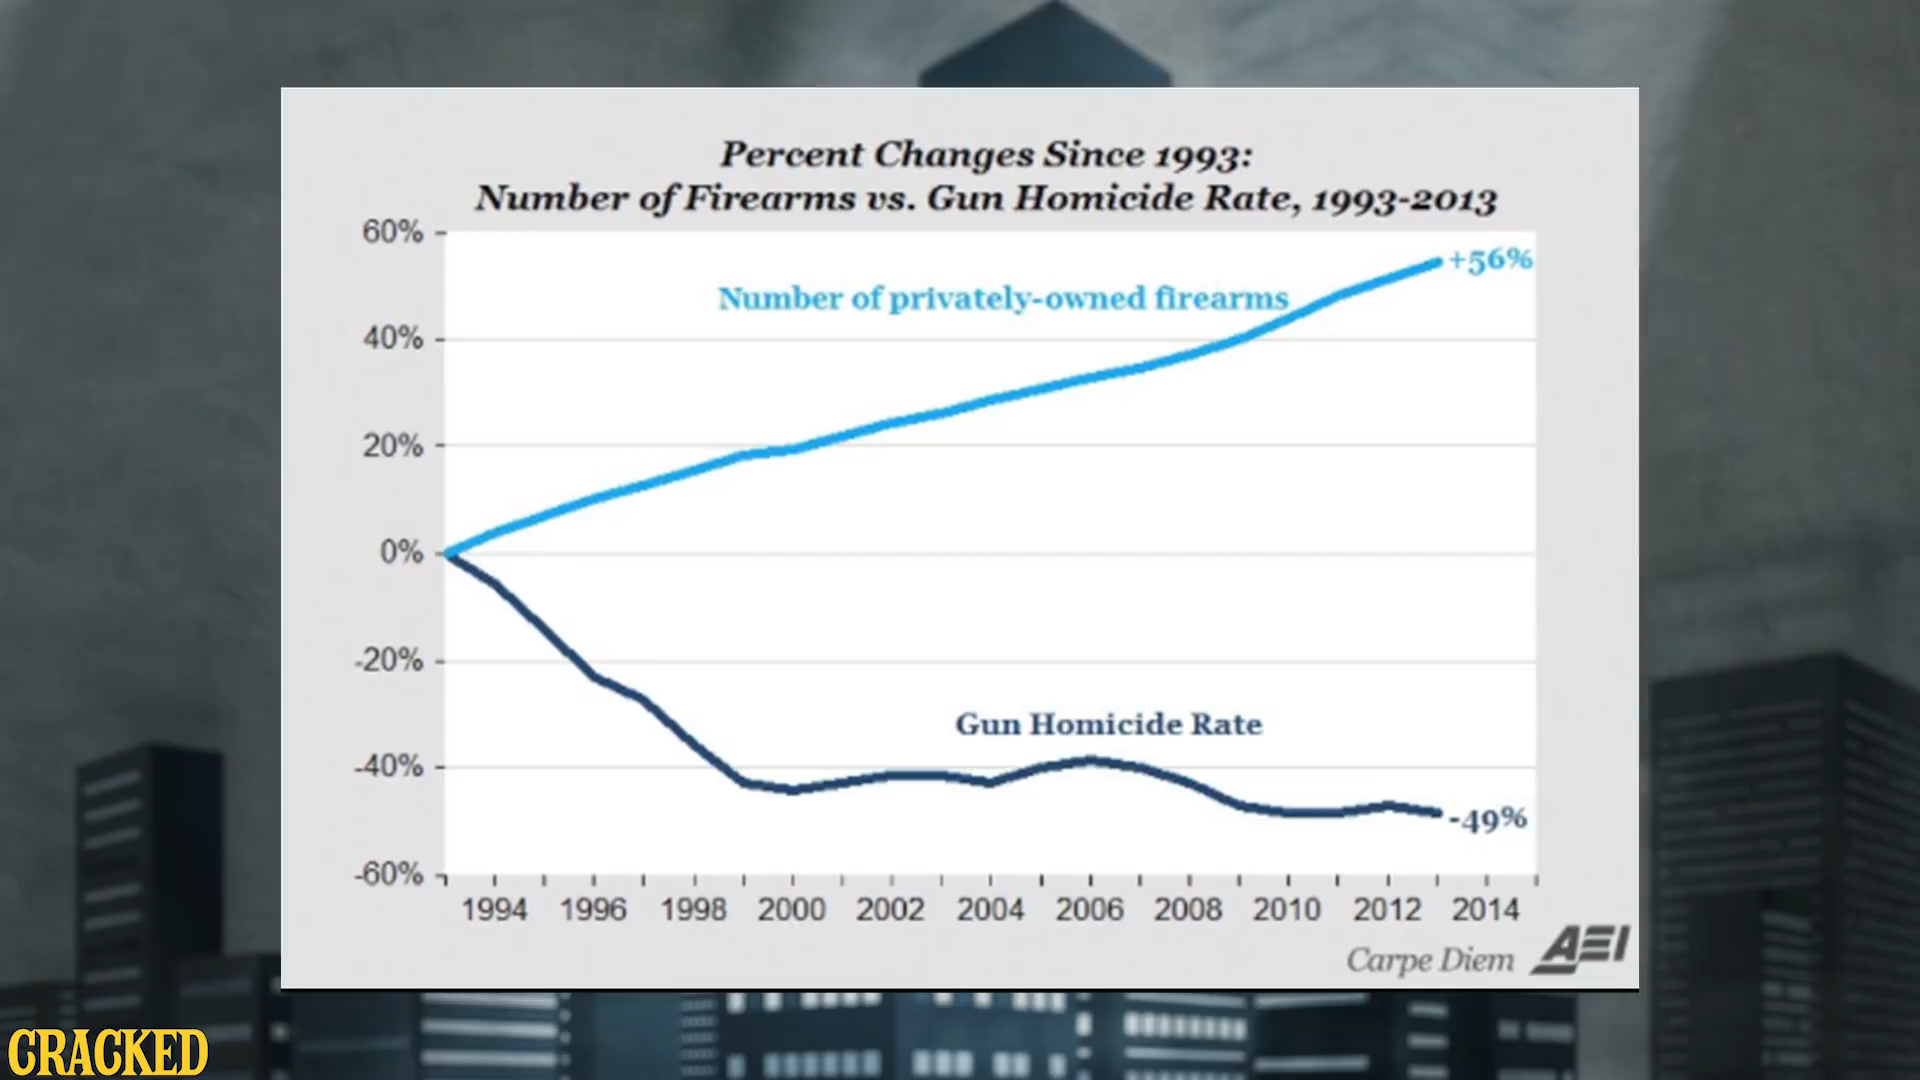 Percent Changes Since 1993:
Number of Firearms vs. Gun Homicide Rate, 1993-2013
60%
+56%
Number of privately-owned firearms
40%
20%
0%
-20%
Gun Homicide Rate
-40%
-49%
-60%
1994 1996 1998 2000 2002 2004 2006 2008 2010 2012 2014
Carpe Diem AEI
CRACKED